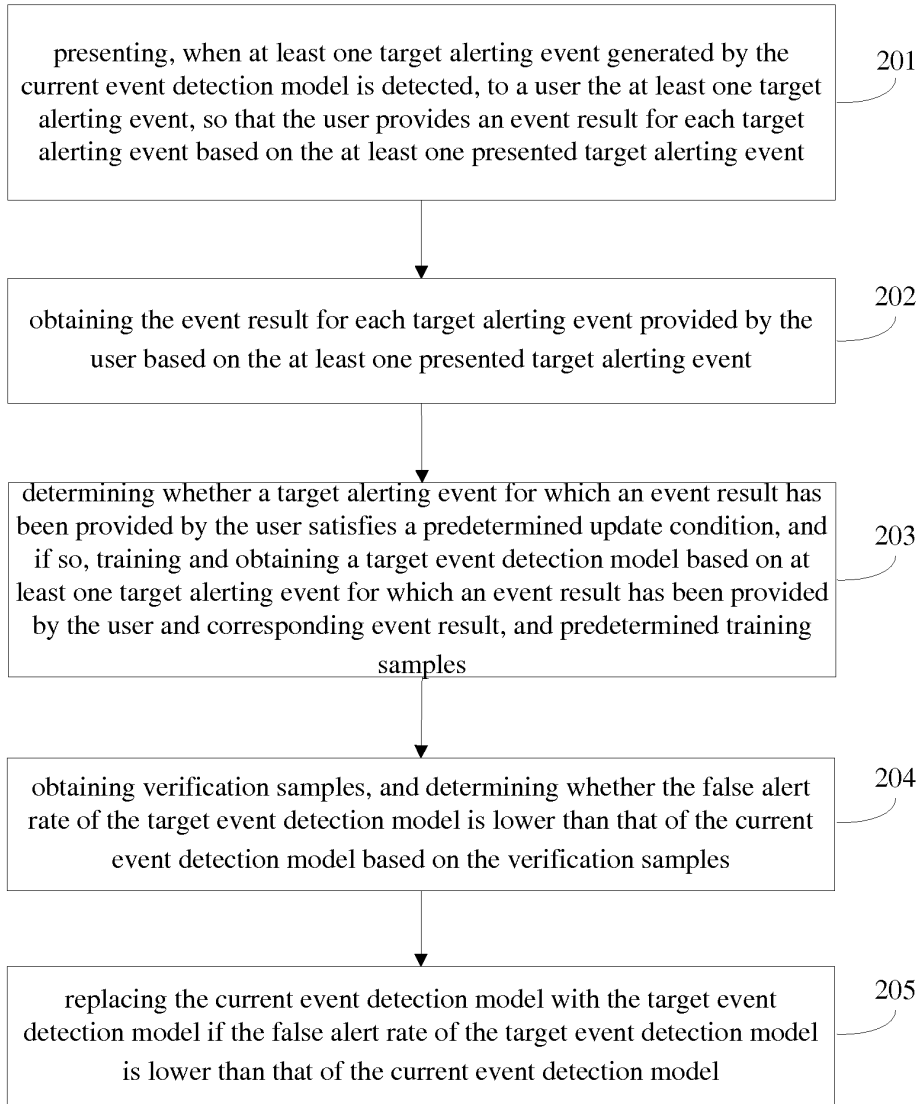 presenting, when at least one target alerting event generated by the
current event detection model is detected, to a user the at least one target
alerting event, so that the user provides an event result for each target
alerting event based on the at least one presented target alerting event
201
obtaining the event result for each target alerting event provided by the
user based on the at least one presented target alerting event
202
determining whether a target alerting event for which an event result has
been provided by the user satisfies a predetermined update condition, and
if so, training and obtaining a target event detection model based on at
least one target alerting event for which an event result has been provided
by the user and corresponding event result, and predetermined training
samples
203
obtaining verification samples, and determining whether the false alert
rate of the target event detection model is lower than that of the current
event detection model based on the verification samples
204
replacing the current event detection model with the target event
detection model if the false alert rate of the target event detection model
is lower than that of the current event detection model
205